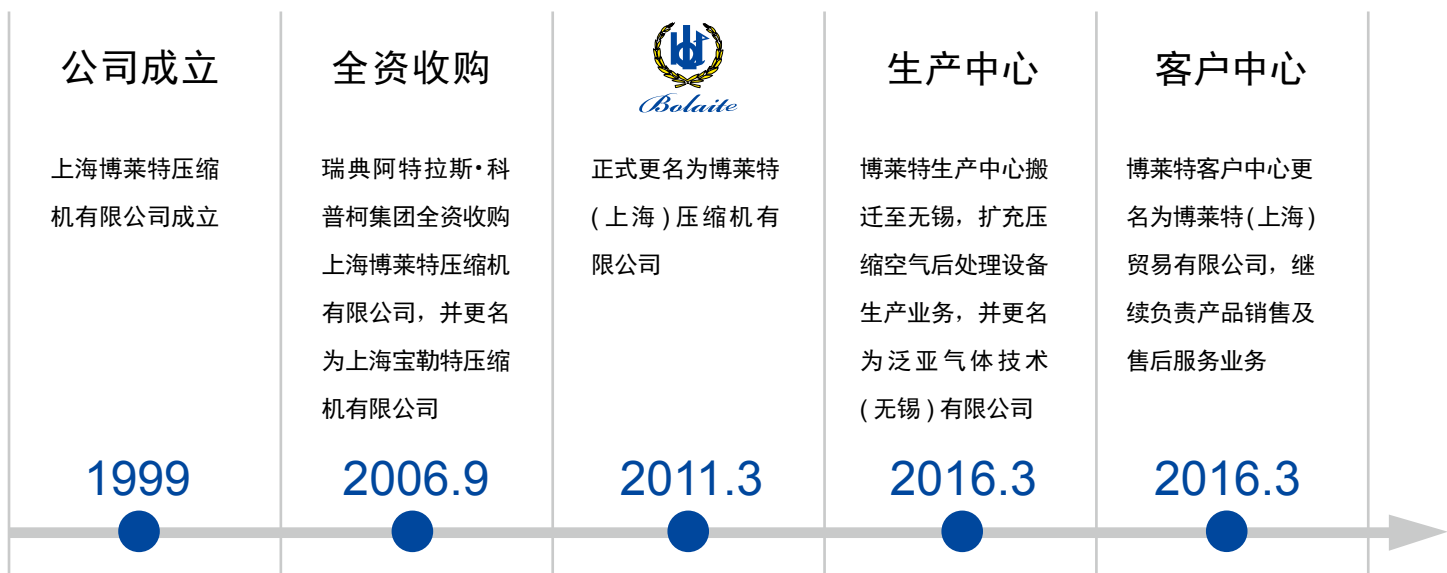 公司成立
上海博莱特压缩
机有限公司成立
1999
全资收购
瑞典阿特拉斯·科
普柯集团全资收购
上海博莱特压缩机
有限公司，并更名
为上海宝勒特压缩
机有限公司
2006.9
blt
Bolaite
正式更名为博莱特
(上海)压缩机有
限公司
2011.3
生产中心
博莱特生产中心搬
迁至无锡，扩充压
缩空气后处理设备
生产业务，并更名
为泛亚气体技术
(无锡)有限公司
2016.3
客户中心
博莱特客户中心更
名为博莱特(上海)
贸易有限公司，继
续负责产品销售及
售后服务业务
2016.3